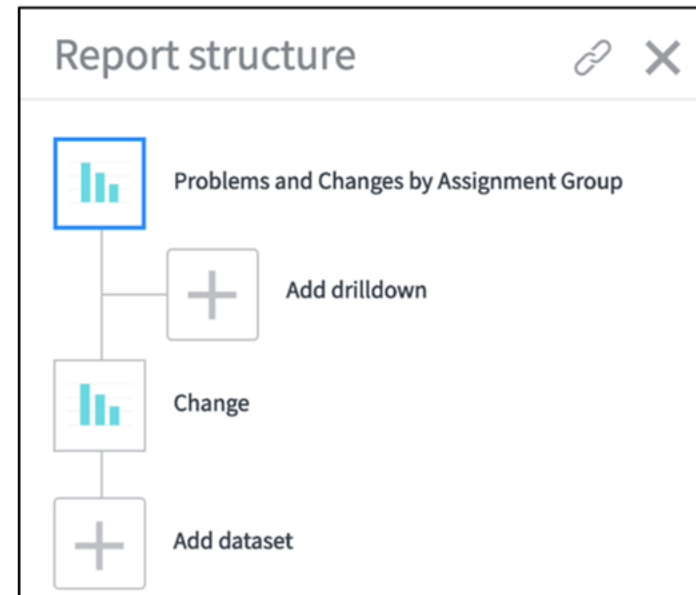 Report structure
Problems and Changes by Assignment Group
Add drilldown
Change
Add dataset